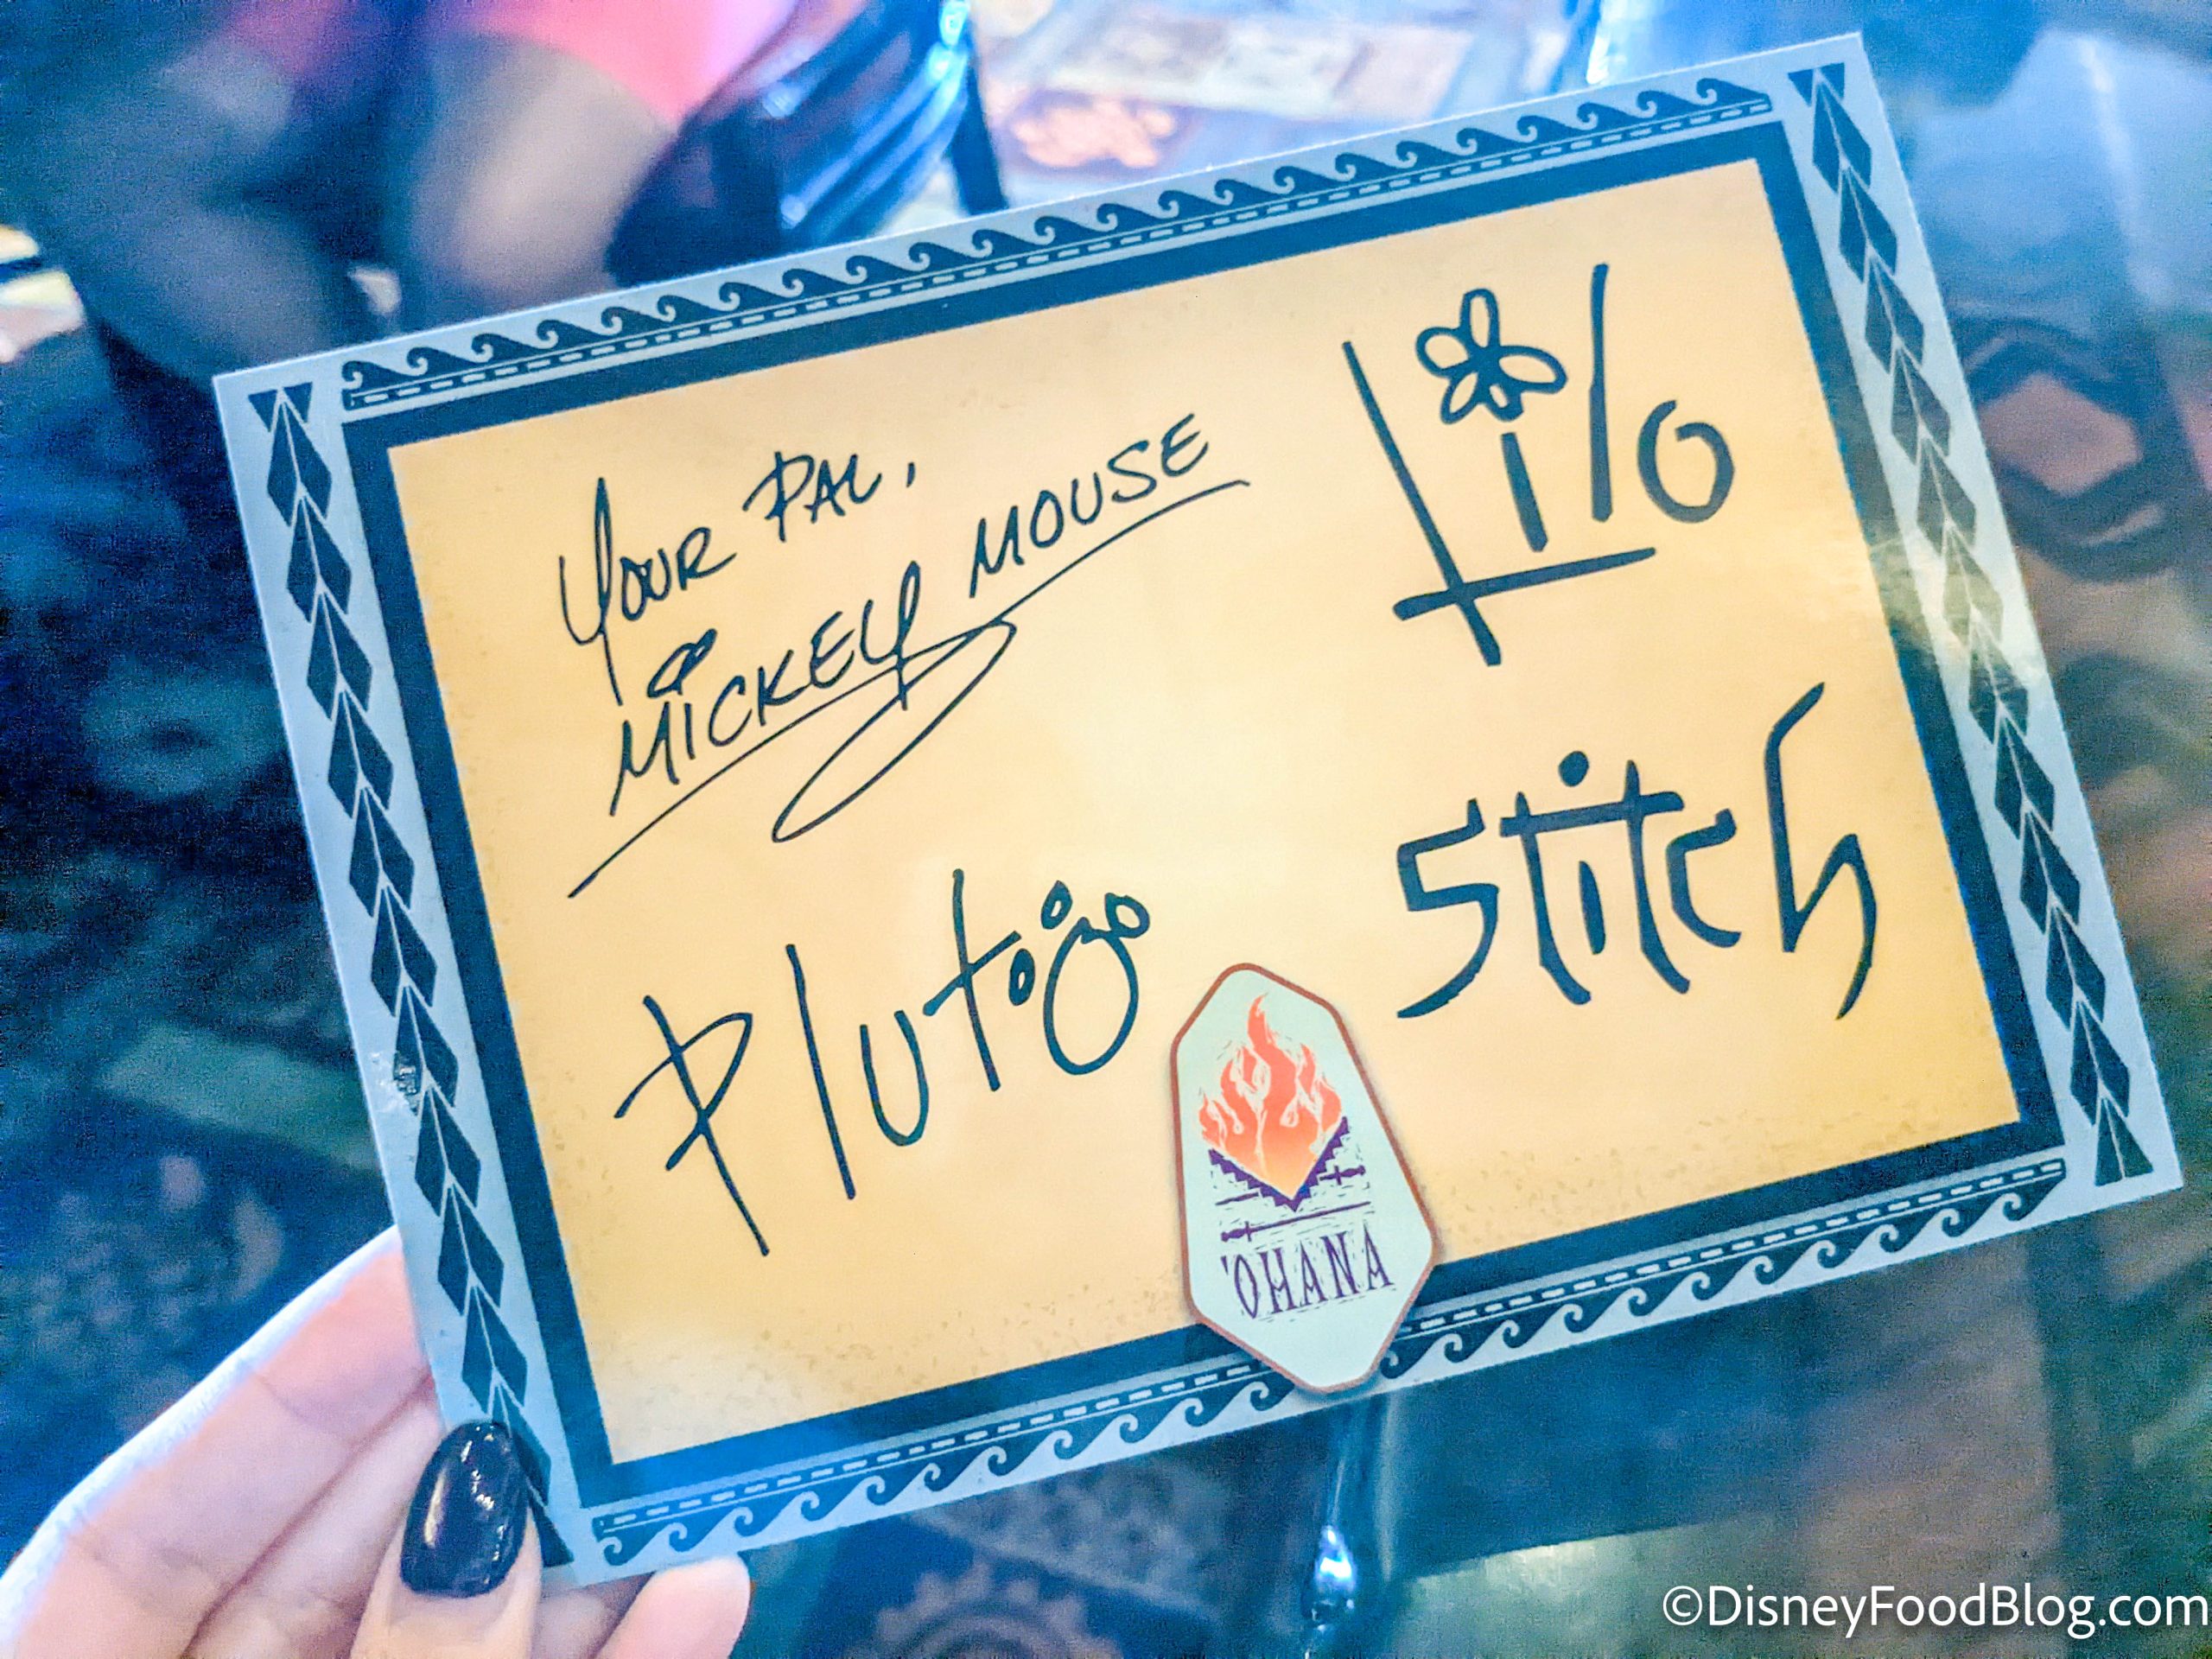 YOUR PAL,
MICKEY MOUSE
Lilo
Pluto
Stitch
'OHANA
©DisneyFoodBlog.com